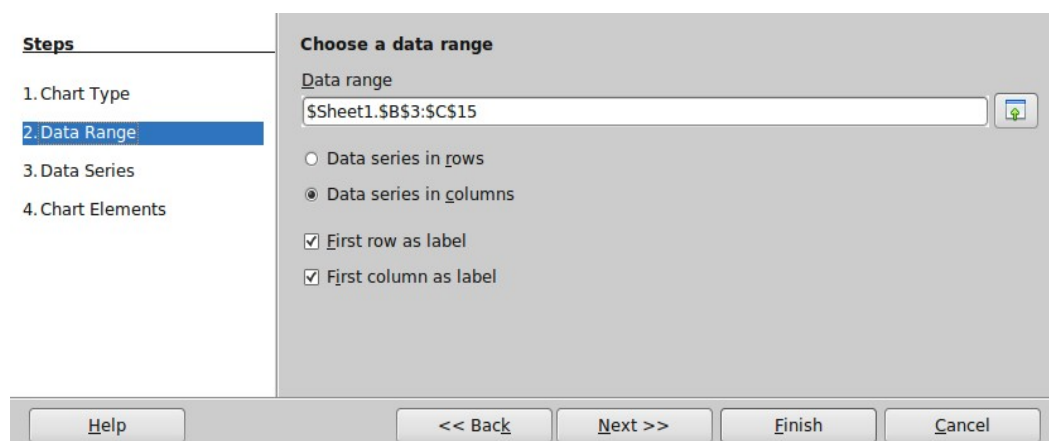 Steps
1. Chart Type
2. Data Range
3. Data Series
4. Chart Elements
Choose a data range
Data range
$Sheet1.$B$3:$C$15
Data series in rows
Data series in columns
First row as label
First column as label
Help
<< Back
Next >>
Finish
Cancel